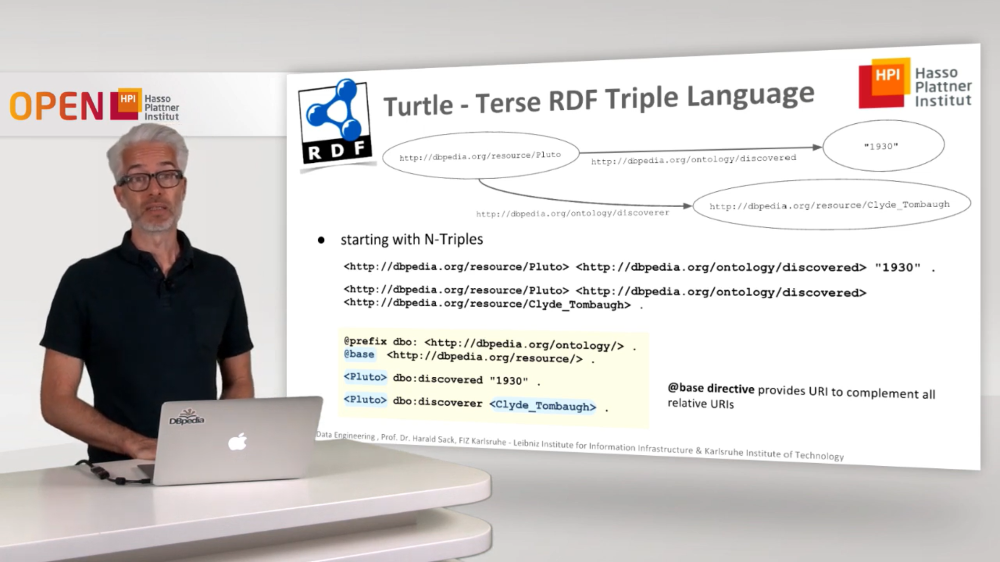 OPEN HPI Hasso
Plattner
Institut
RDF
Turtle - Terse RDF Triple Language
HPI Hasso
Plattner
Institut
http://dbpedia.org/resource/Pluto
http://dbpedia.org/ontology/discovered
"1930"
http://dbpedia.org/ontology/discoverer
http://dbpedia.org/resource/Clyde_Tombaugh
● starting with N-Triples
<http://dbpedia.org/resource/Pluto> <http://dbpedia.org/ontology/discovered> "1930" .
<http://dbpedia.org/resource/Pluto> <http://dbpedia.org/ontology/discovered>
<http://dbpedia.org/resource/Clyde_Tombaugh> .
@prefix dbo: <http://dbpedia.org/ontology/> .
@base <http://dbpedia.org/resource/> .
<Pluto> dbo:discovered "1930" .
<Pluto> dbo:discoverer <Clyde_Tombaugh> .
@base directive provides URI to complement all
relative URIs
DBpedia
Data Engineering , Prof. Dr. Harald Sack, FIZ Karlsruhe - Leibniz Institute for Information Infrastructure & Karlsruhe Institute of Technology